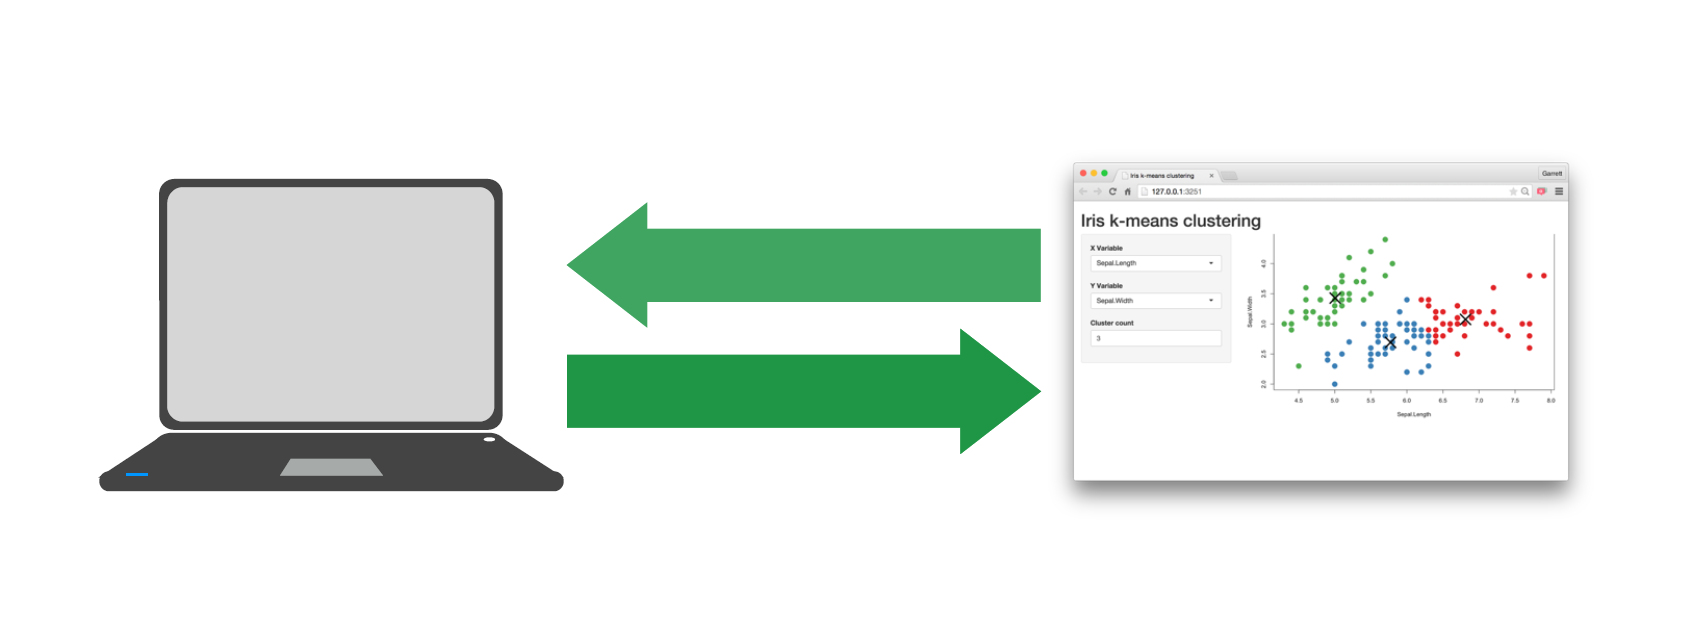 Iris k-means clustering
Garrett
127.0.0.1:3251
Iris k-means clustering
X Variable
Sepal.Length
Y Variable
Sepal.Width
Cluster count
3
Sepal.Width
4.0
3.5
3.0
2.5
2.0
4.5 5.0 5.5 6.0 6.5 7.0 7.5 8.0
Sepal.Length